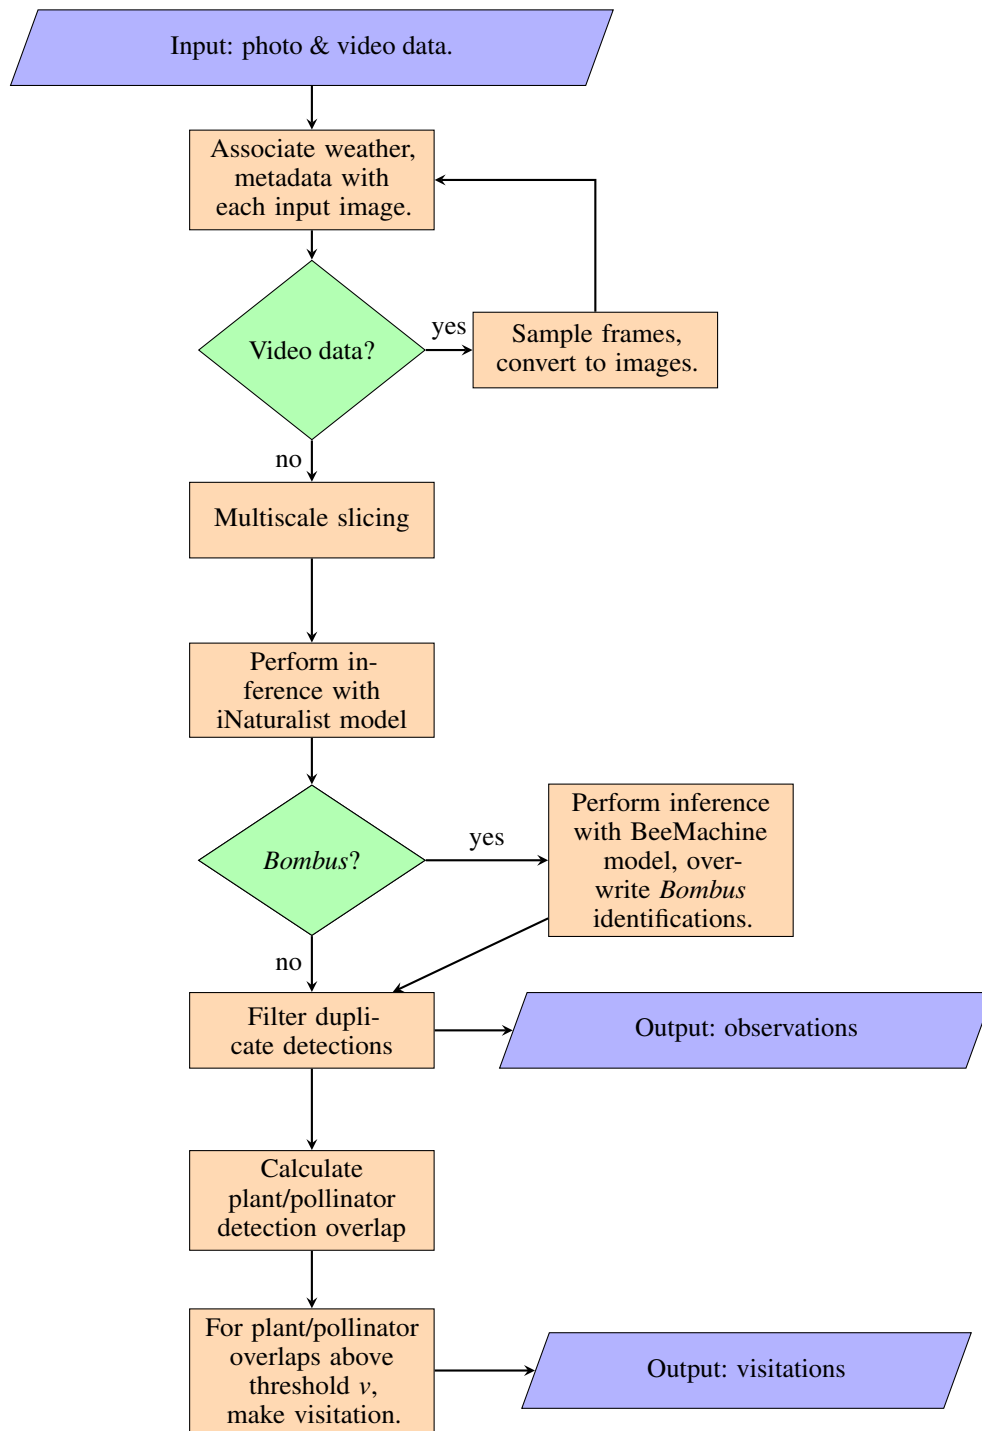 Input: photo & video data.
Associate weather,
metadata with
each input image.
Video data?
yes
Sample frames,
convert to images.
no
Multiscale slicing
Perform in-
ference with
iNaturalist model
Bombus?
yes
Perform inference
with BeeMachine
model, over-
write Bombus
identifications.
no
Filter dupli-
cate detections
Output: observations
Calculate
plant/pollinator
detection overlap
For plant/pollinator
overlaps above
threshold v,
make visitation.
Output: visitations